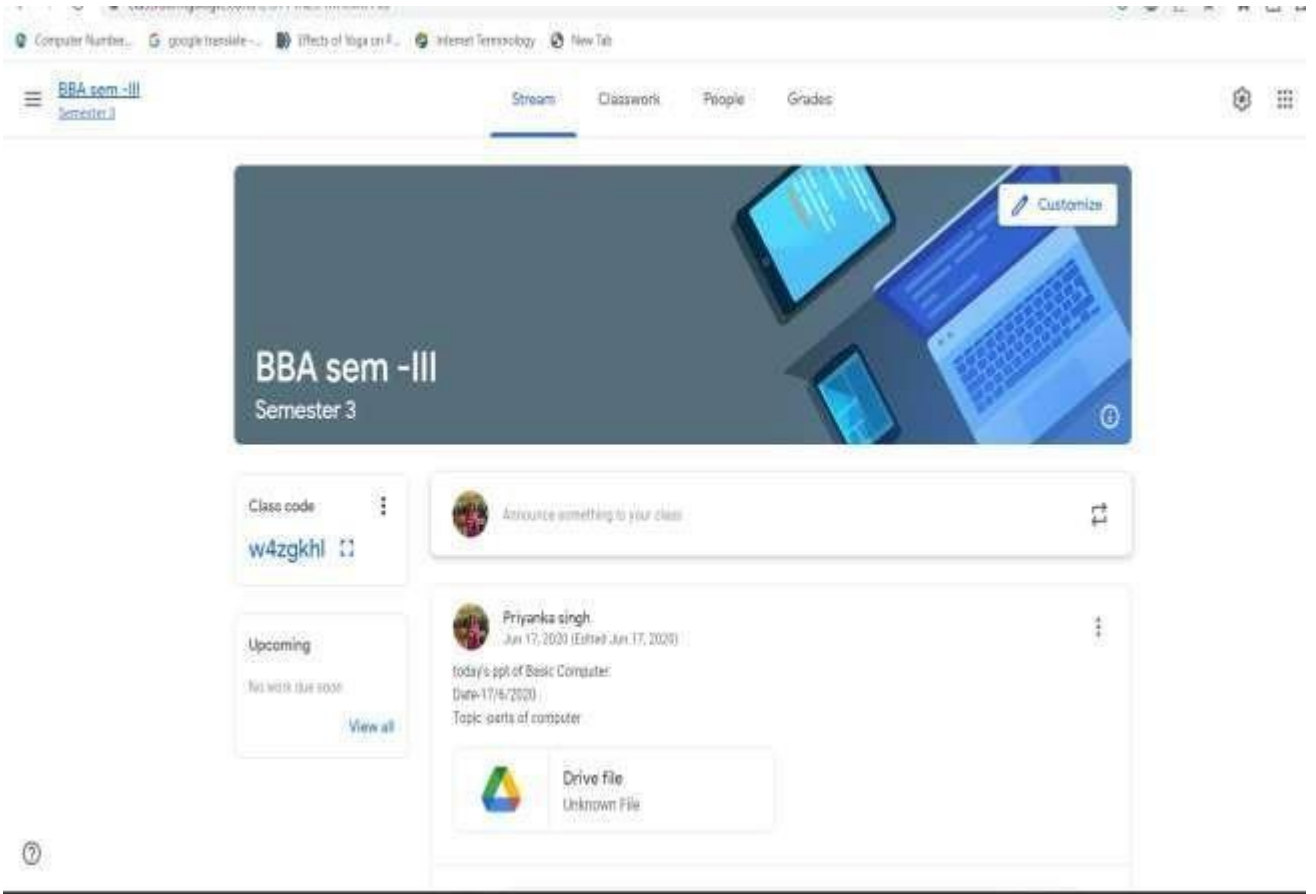 Computer Number...
google translate -...
Effects of Yoga on P...
Internet Terminology
New Tab
BBA sem -III
Semester 3
Stream
Classwork
People
Grades
Customize
BBA sem -III
Semester 3
Class code
w4zgkhl
Announce something to your class
Upcoming
No work due soon
View all
Priyanka singh
Jun 17, 2020 (Edited Jun 17, 2020)
today's ppt of Basic Computer
Date-17/6/2020
Topic-parts of computer
Drive file
Unknown File